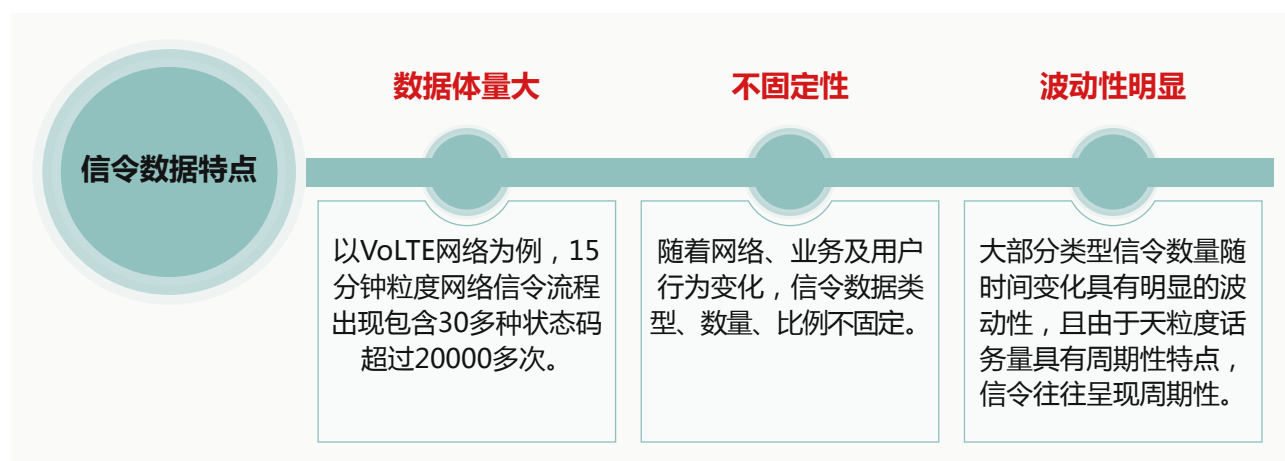 信令数据特点
数据体量大
以VoLTE网络为例，15
分钟粒度网络信令流程
出现包含30多种状态码
超过20000多次。
不固定性
随着网络、业务及用户
行为变化，信令数据类
型、数量、比例不固定。
波动性明显
大部分类型信令数量随
时间变化具有明显的波
动性，且由于天粒度话
务量具有周期性特点，
信令往往呈现周期性。